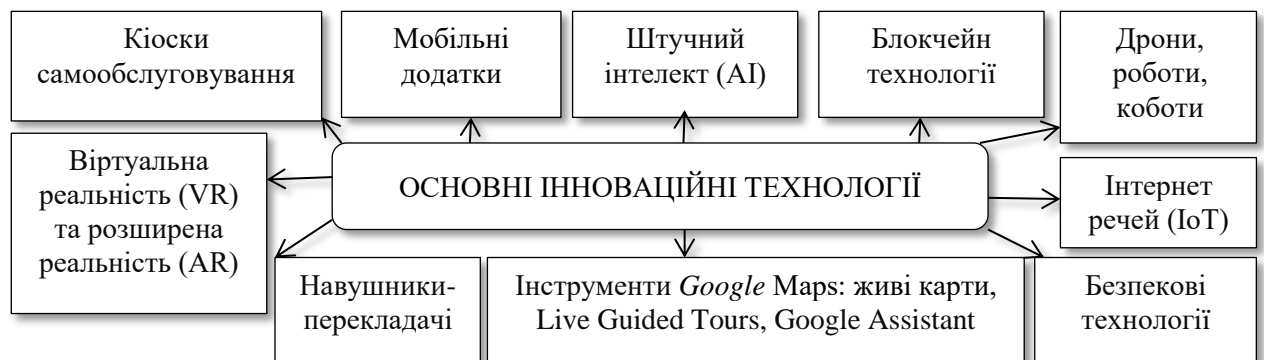 Кіоски
самообслуговування
Мобільні
додатки
Штучний
інтелект (AI)
Блокчейн
технології
Дрони,
роботи,
коботи
Віртуальна
реальність (VR)
та розширена
реальність (AR)
ОСНОВНІ ІННОВАЦІЙНІ ТЕХНОЛОГІЇ
Інтернет
речей (IoT)
Навушники-
перекладачі
Інструменти Google Maps: живі карти,
Live Guided Tours, Google Assistant
Безпекові
технології